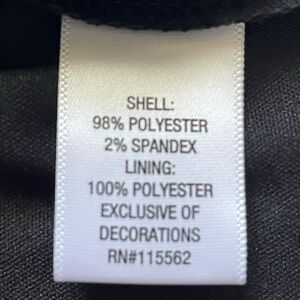 SHELL:
98% POLYESTER
2% SPANDEX
LINING:
100% POLYESTER
EXCLUSIVE OF
DECORATIONS
RN#115562